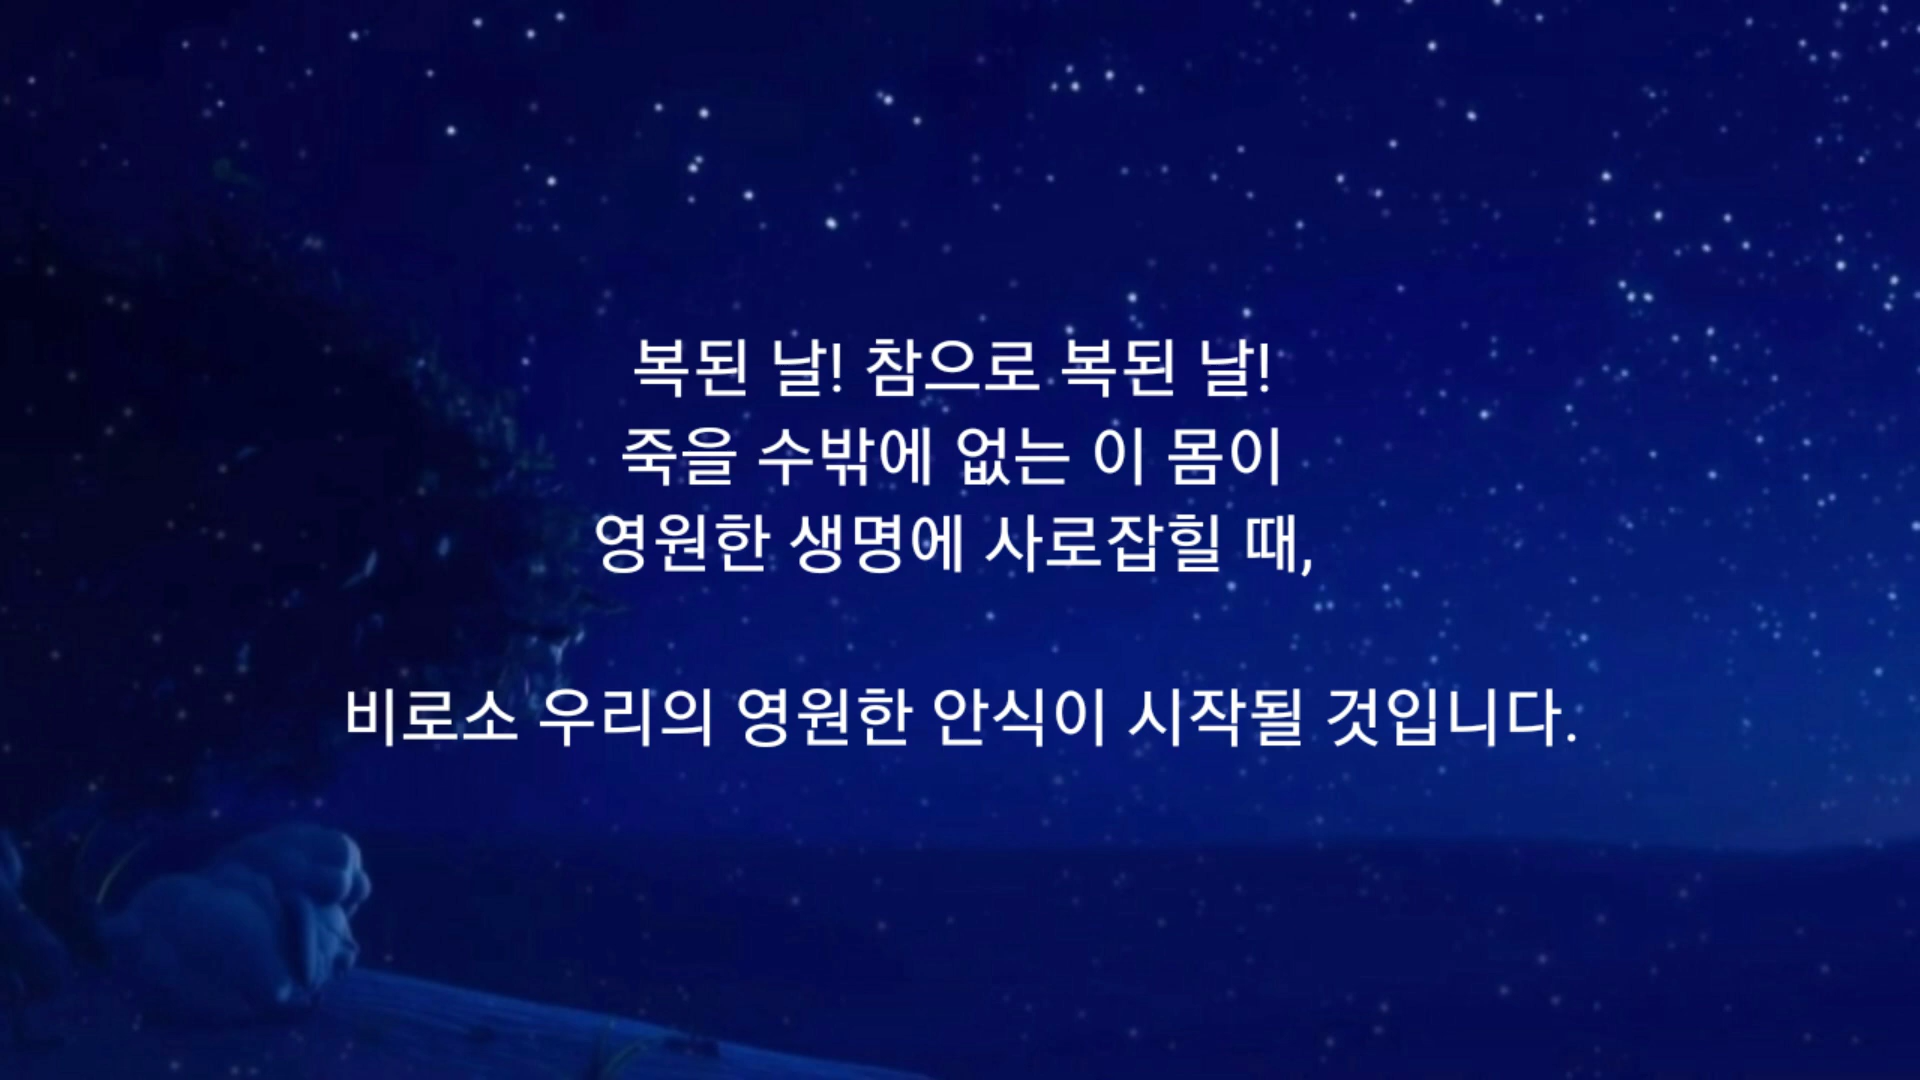 복된 날! 참으로 복된 날!
죽을 수밖에 없는 이 몸이
영원한 생명에 사로잡힐 때,
비로소 우리의 영원한 안식이 시작될 것입니다.